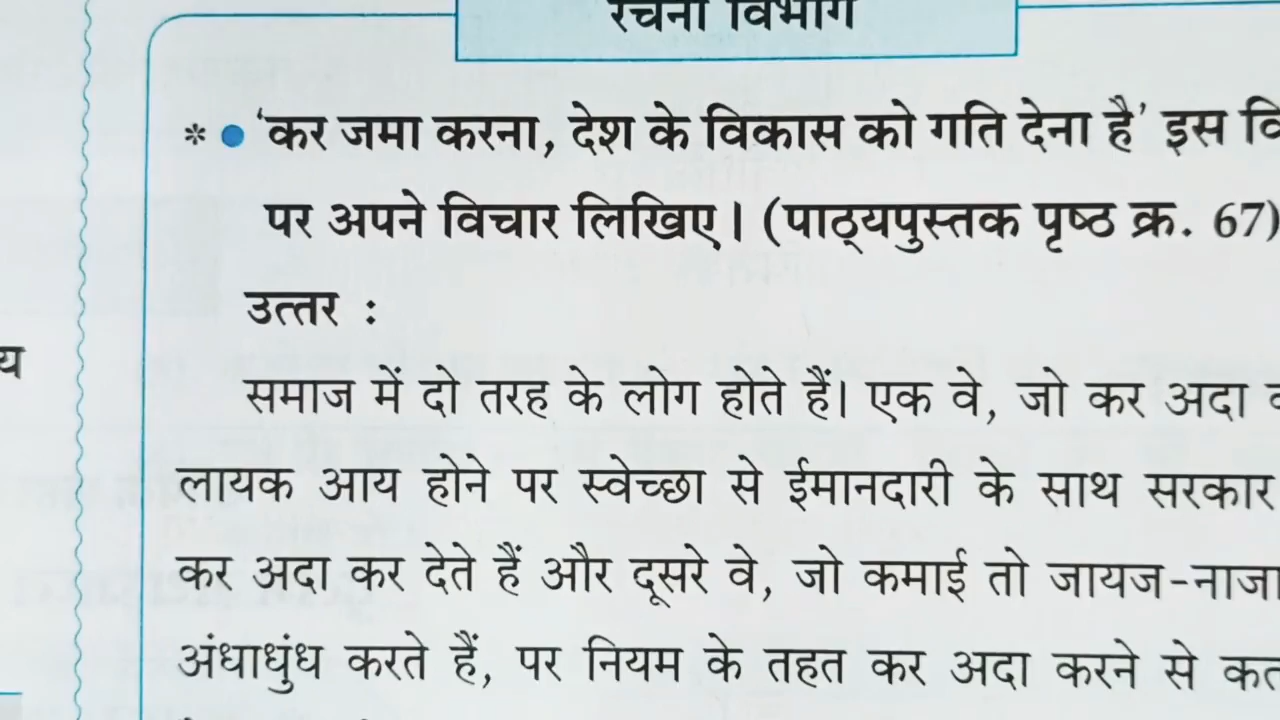 रचना विभाग
* • ‘कर जमा करना, देश के विकास को गति देना है’ इस
पर अपने विचार लिखिए। (पाठ्यपुस्तक पृष्ठ क्र. 67)
उत्तर :
समाज में दो तरह के लोग होते हैं। एक वे, जो कर अदा
लायक आय होने पर स्वेच्छा से ईमानदारी के साथ सरकार
य
कर अदा कर देते हैं और दूसरे वे, जो कमाई तो जायज-नाजा
अंधाधुंध करते हैं, पर नियम के तहत कर अदा करने से